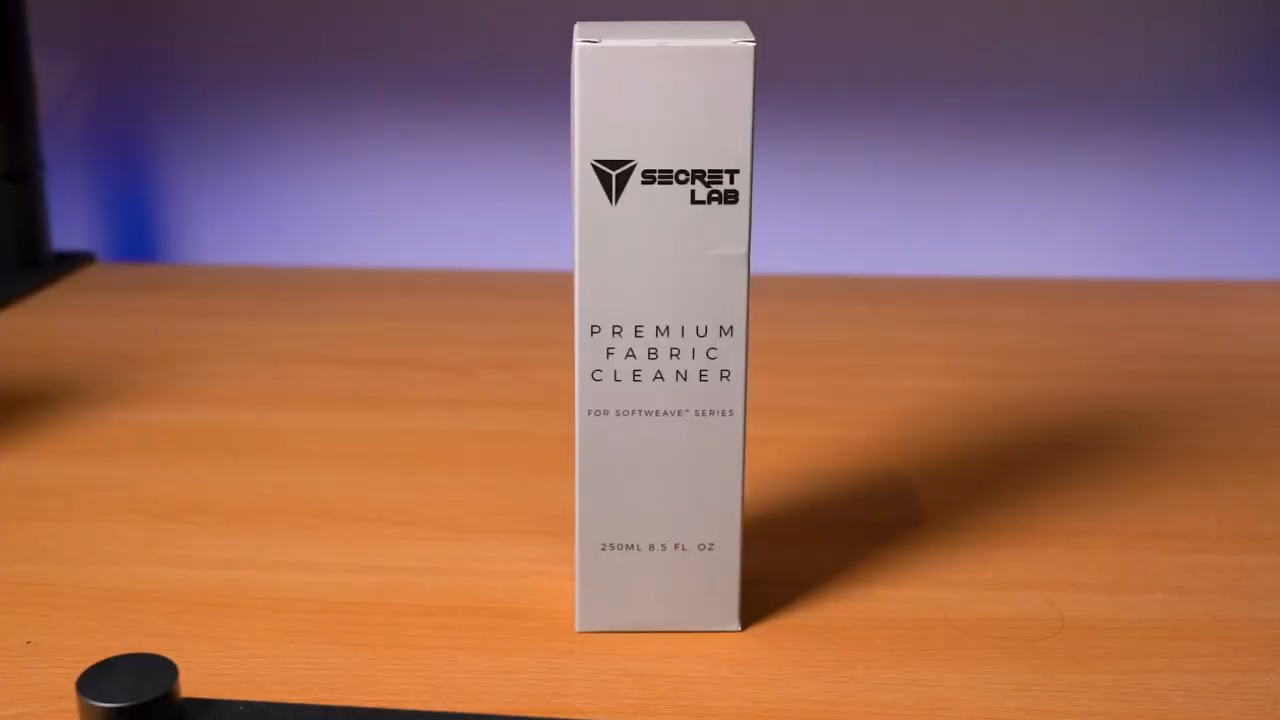 SECRET
LAB
PREMIUM
FABRIC
CLEANER
FOR SOFTWEAVE™ SERIES
250ML 8.5 FL. OZ